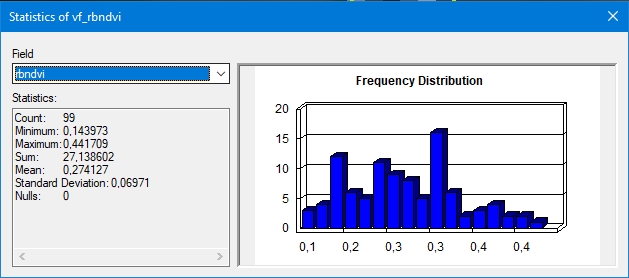 Statistics of vf_rbndvi
Field
rbndvi
Statistics:
Count: 99
Minimum: 0,143973
Maximum: 0,441709
Sum: 27,138602
Mean: 0,274127
Standard Deviation: 0,06971
Nulls: 0
Frequency Distribution
20
15
10
5
0
0,1 0,2 0,3 0,3 0,4 0,4